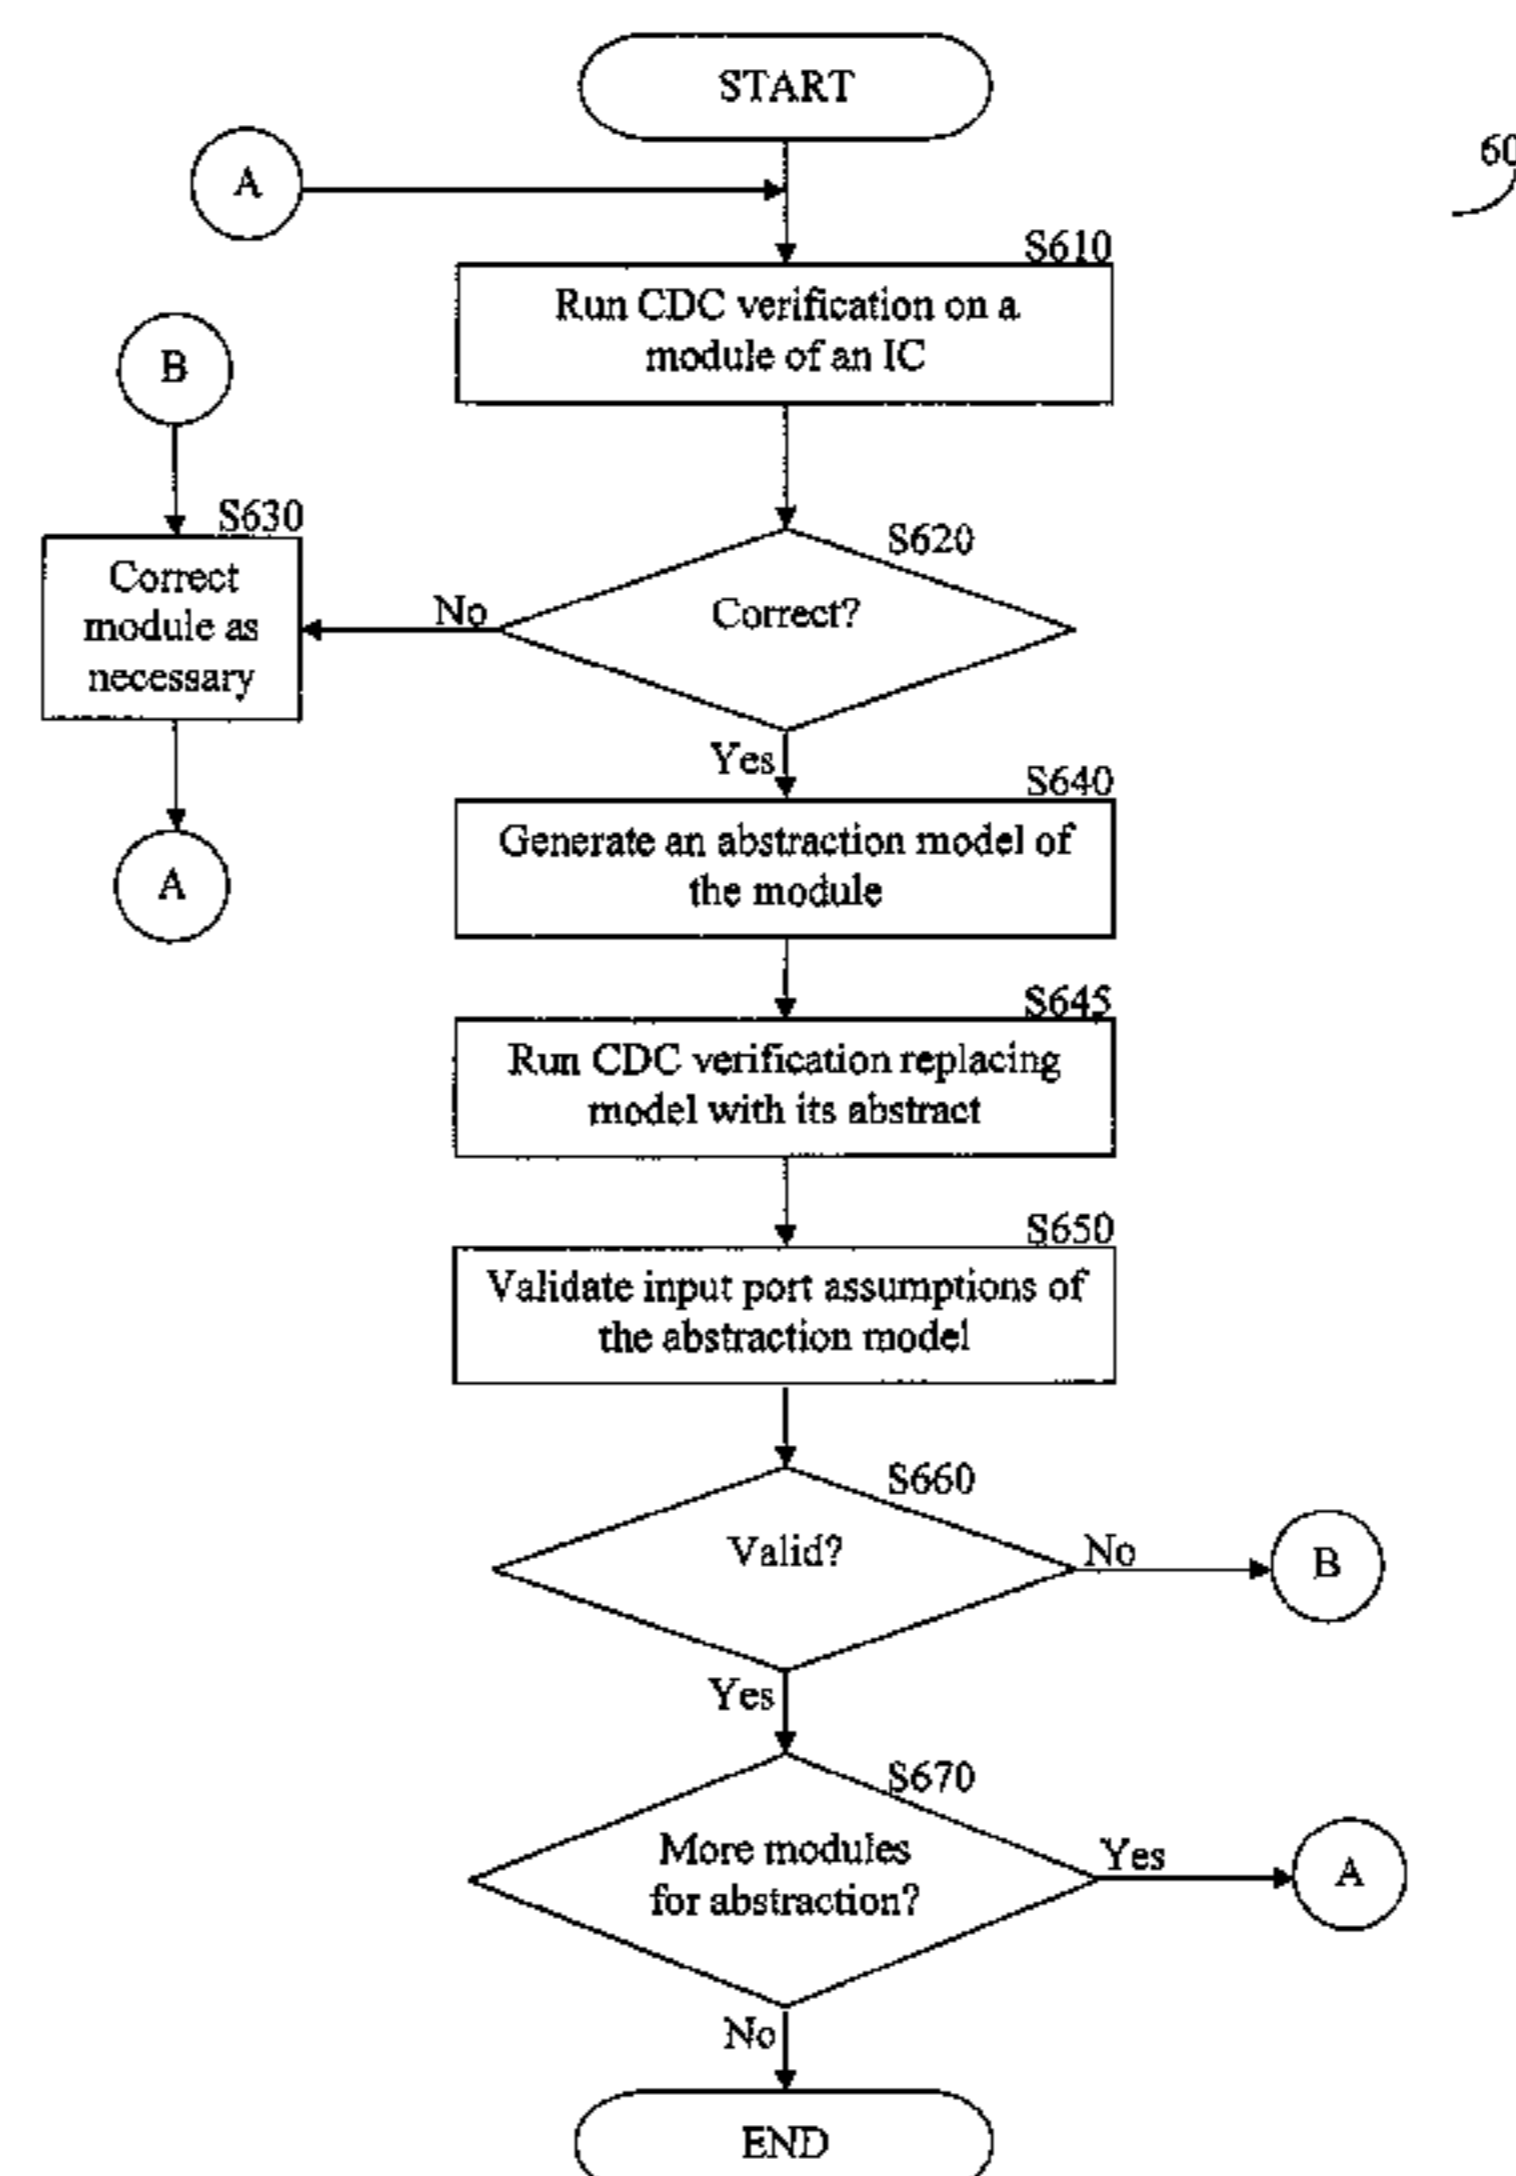 START
A
60
S610
Run CDC verification on a
module of an IC
B
S630
Correct
module as
necessary
S620
Correct?
No
Yes
A
S640
Generate an abstraction model of
the module
S645
Run CDC verification replacing
model with its abstract
S650
Validate input port assumptions of
the abstraction model
S660
Valid?
No
B
Yes
S670
More modules
for abstraction?
Yes
A
No
END